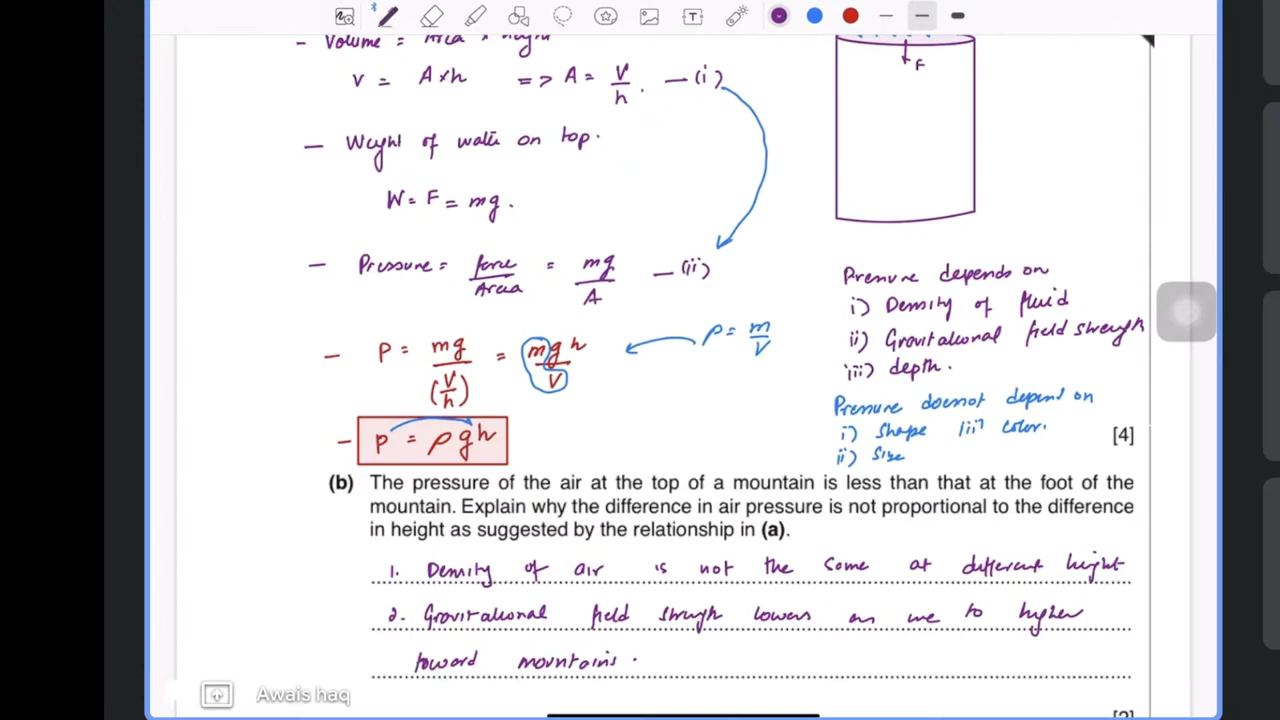 - Volume = Area x height
V = A x h => A = V/h. —(i)
F
- Weight of water on top.
W = F = mg.
- Pressure = force/Area = mg/A —(ii)
- P = mg/(V/h) = mgh/V ρ = m/V
- P = ρgh
Pressure depends on
i) Density of fluid
ii) Gravitational field strength
iii) depth.
Pressure doesnot depend on
i) Shape iii) color.
ii) Size
[4]
(b) The pressure of the air at the top of a mountain is less than that at the foot of the
mountain. Explain why the difference in air pressure is not proportional to the difference
in height as suggested by the relationship in (a).
1. Density of air is not the same at different height
2. Gravitational field strength lowers as we to higher
toward mountains.
Awais haq